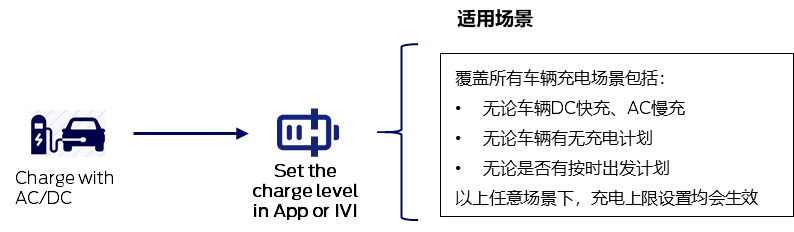 适用场景
覆盖所有车辆充电场景包括：
• 无论车辆DC快充、AC慢充
• 无论车辆有无充电计划
• 无论是否有按时出发计划
以上任意场景下，充电上限设置均会生效
Charge with
AC/DC
Set the
charge level
in App or IVI